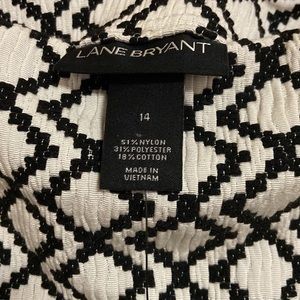 LANE BRYANT
14
51%NYLON
31%POLYESTER
18%COTTON
MADE IN
VIETNAM